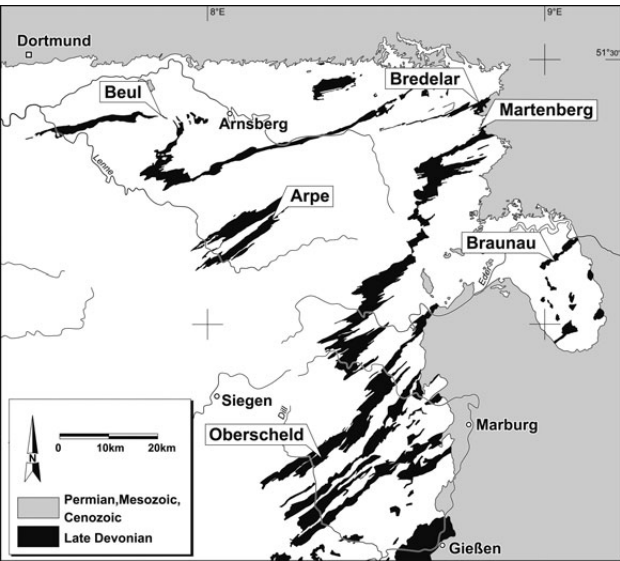 8°E
9°E
Dortmund
51°30'
Bredelar
Beul
Martenberg
Arnsberg
Lenne
Arpe
Braunau
Siegen
Dill
Marburg
Oberscheld
N
0 10km 20km
Permian,Mesozoic,
Cenozoic
Late Devonian
Gießen